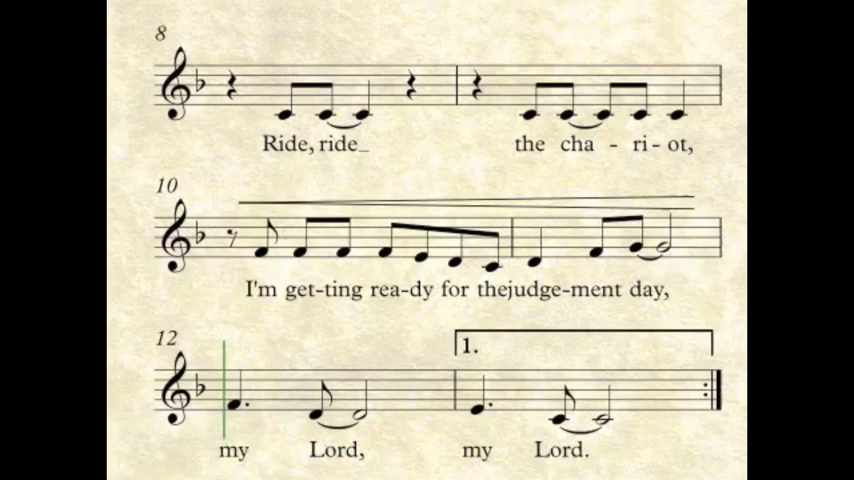 8
Ride, ride_ the cha - ri - ot,
10
I'm get-ting rea-dy for thejudge-ment day,
12
1.
my Lord, my Lord.